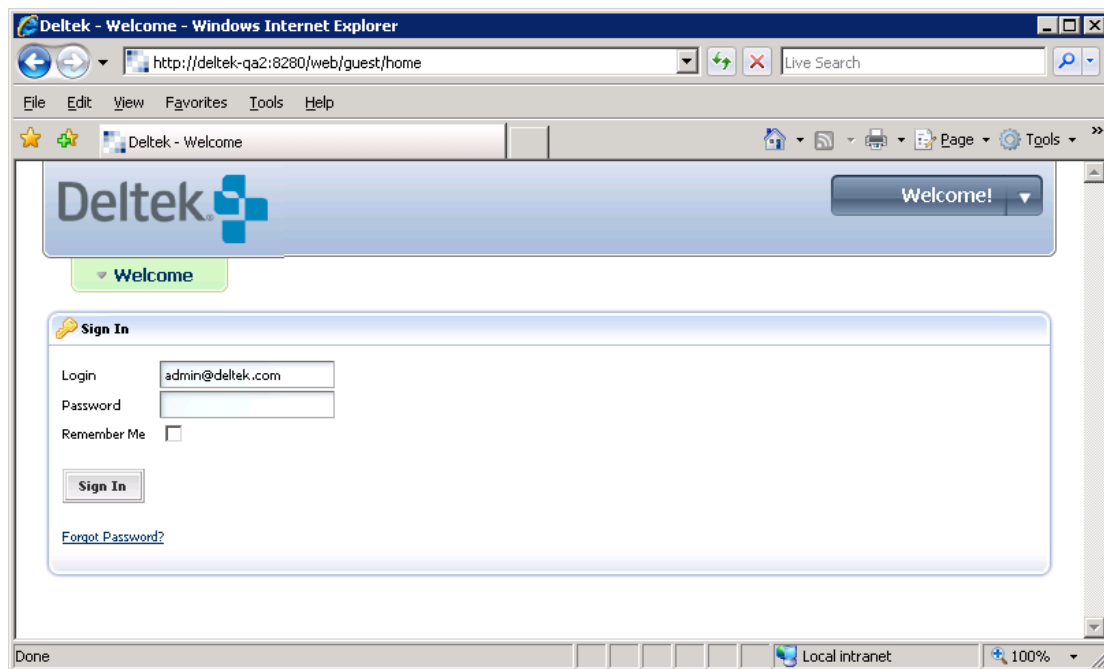 Deltek - Welcome - Windows Internet Explorer
http://deltek-qa2:8280/web/guest/home
Live Search
File Edit View Favorites Tools Help
Deltek - Welcome
Page Tools »
Deltek®
Welcome!
Welcome
Sign In
Login admin@deltek.com
Password
Remember Me
Sign In
Forgot Password?
Done
Local intranet
100%